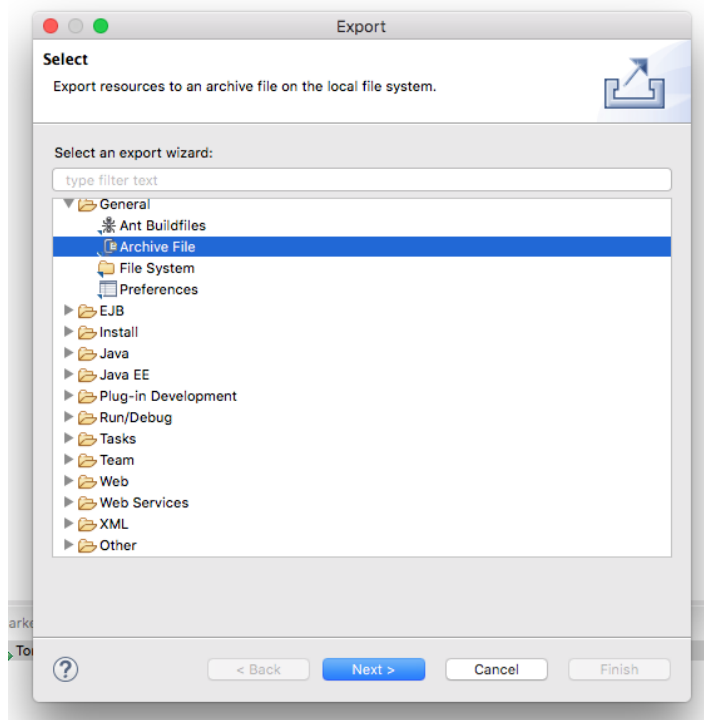 Export
Select
Export resources to an archive file on the local file system.
Select an export wizard:
type filter text
General
Ant Buildfiles
Archive File
File System
Preferences
EJB
Install
Java
Java EE
Plug-in Development
Run/Debug
Tasks
Team
Web
Web Services
XML
Other
?
< Back Next > Cancel Finish